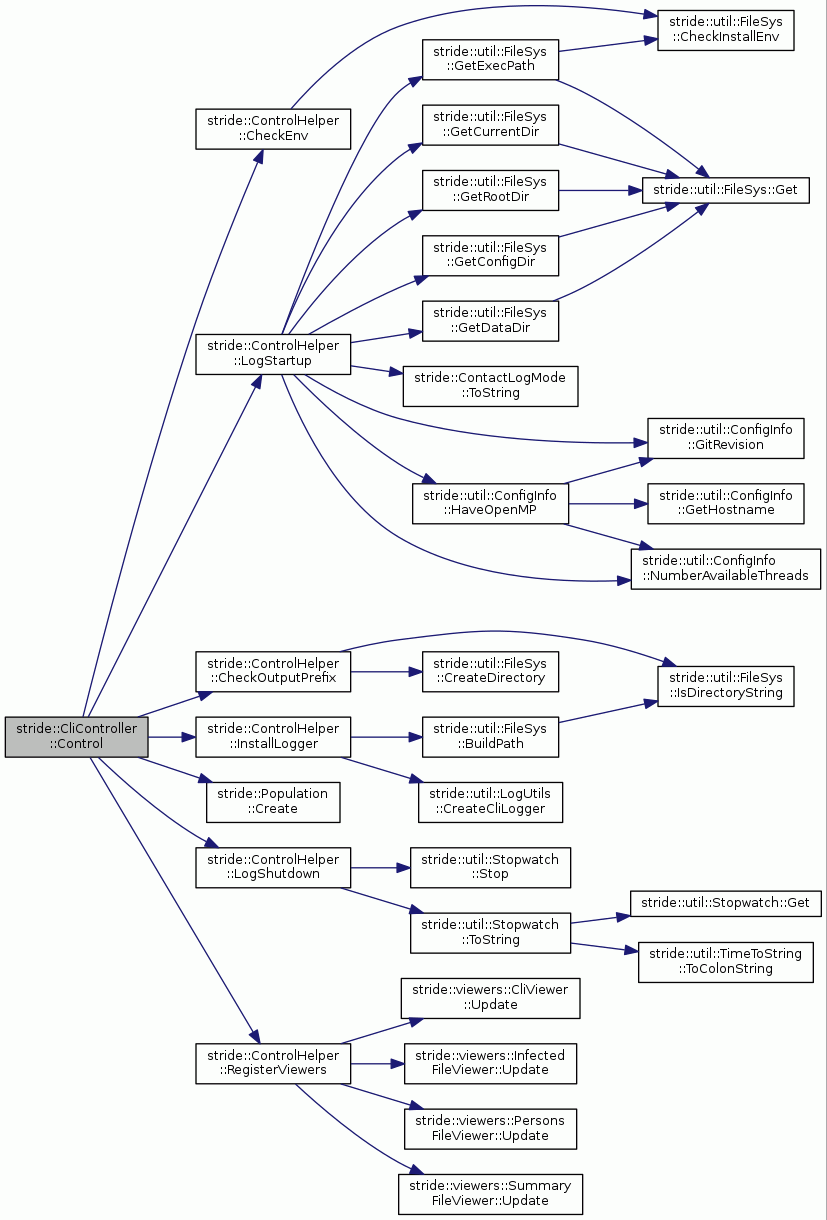 stride::util::FileSys
::CheckInstallEnv
stride::util::FileSys
::GetExecPath
stride::ControlHelper
::CheckEnv
stride::util::FileSys
::GetCurrentDir
stride::util::FileSys
::GetRootDir
stride::util::FileSys::Get
stride::util::FileSys
::GetConfigDir
stride::util::FileSys
::GetDataDir
stride::ControlHelper
::LogStartup
stride::ContactLogMode
::ToString
stride::util::ConfigInfo
::GitRevision
stride::util::ConfigInfo
::HaveOpenMP
stride::util::ConfigInfo
::GetHostname
stride::util::ConfigInfo
::NumberAvailableThreads
stride::ControlHelper
::CheckOutputPrefix
stride::util::FileSys
::CreateDirectory
stride::util::FileSys
::IsDirectoryString
stride::CliController
::Control
stride::ControlHelper
::InstallLogger
stride::util::FileSys
::BuildPath
stride::Population
::Create
stride::util::LogUtils
::CreateCliLogger
stride::ControlHelper
::LogShutdown
stride::util::Stopwatch
::Stop
stride::util::Stopwatch
::ToString
stride::util::Stopwatch::Get
stride::util::TimeToString
::ToColonString
stride::viewers::CliViewer
::Update
stride::ControlHelper
::RegisterViewers
stride::viewers::Infected
FileViewer::Update
stride::viewers::Persons
FileViewer::Update
stride::viewers::Summary
FileViewer::Update